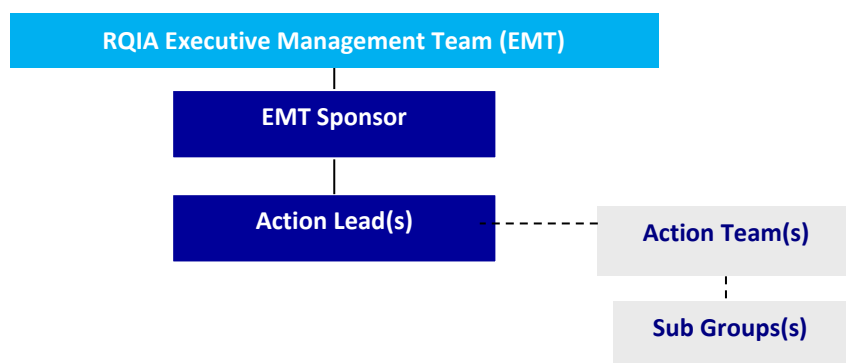 RQIA Executive Management Team (EMT)
EMT Sponsor
Action Lead(s)
Action Team(s)
Sub Groups(s)